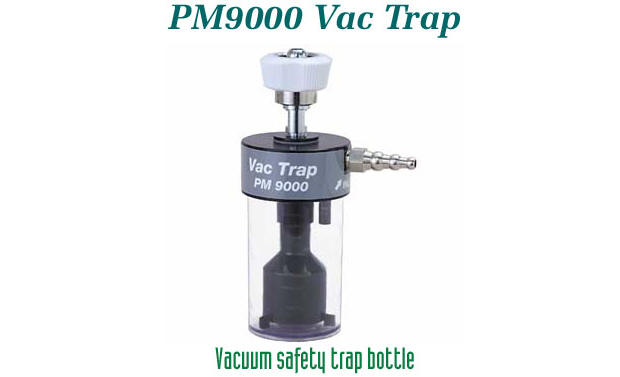 PM9000 Vac Trap
Vac Trap
PM 9000
Vacuum safety trap bottle